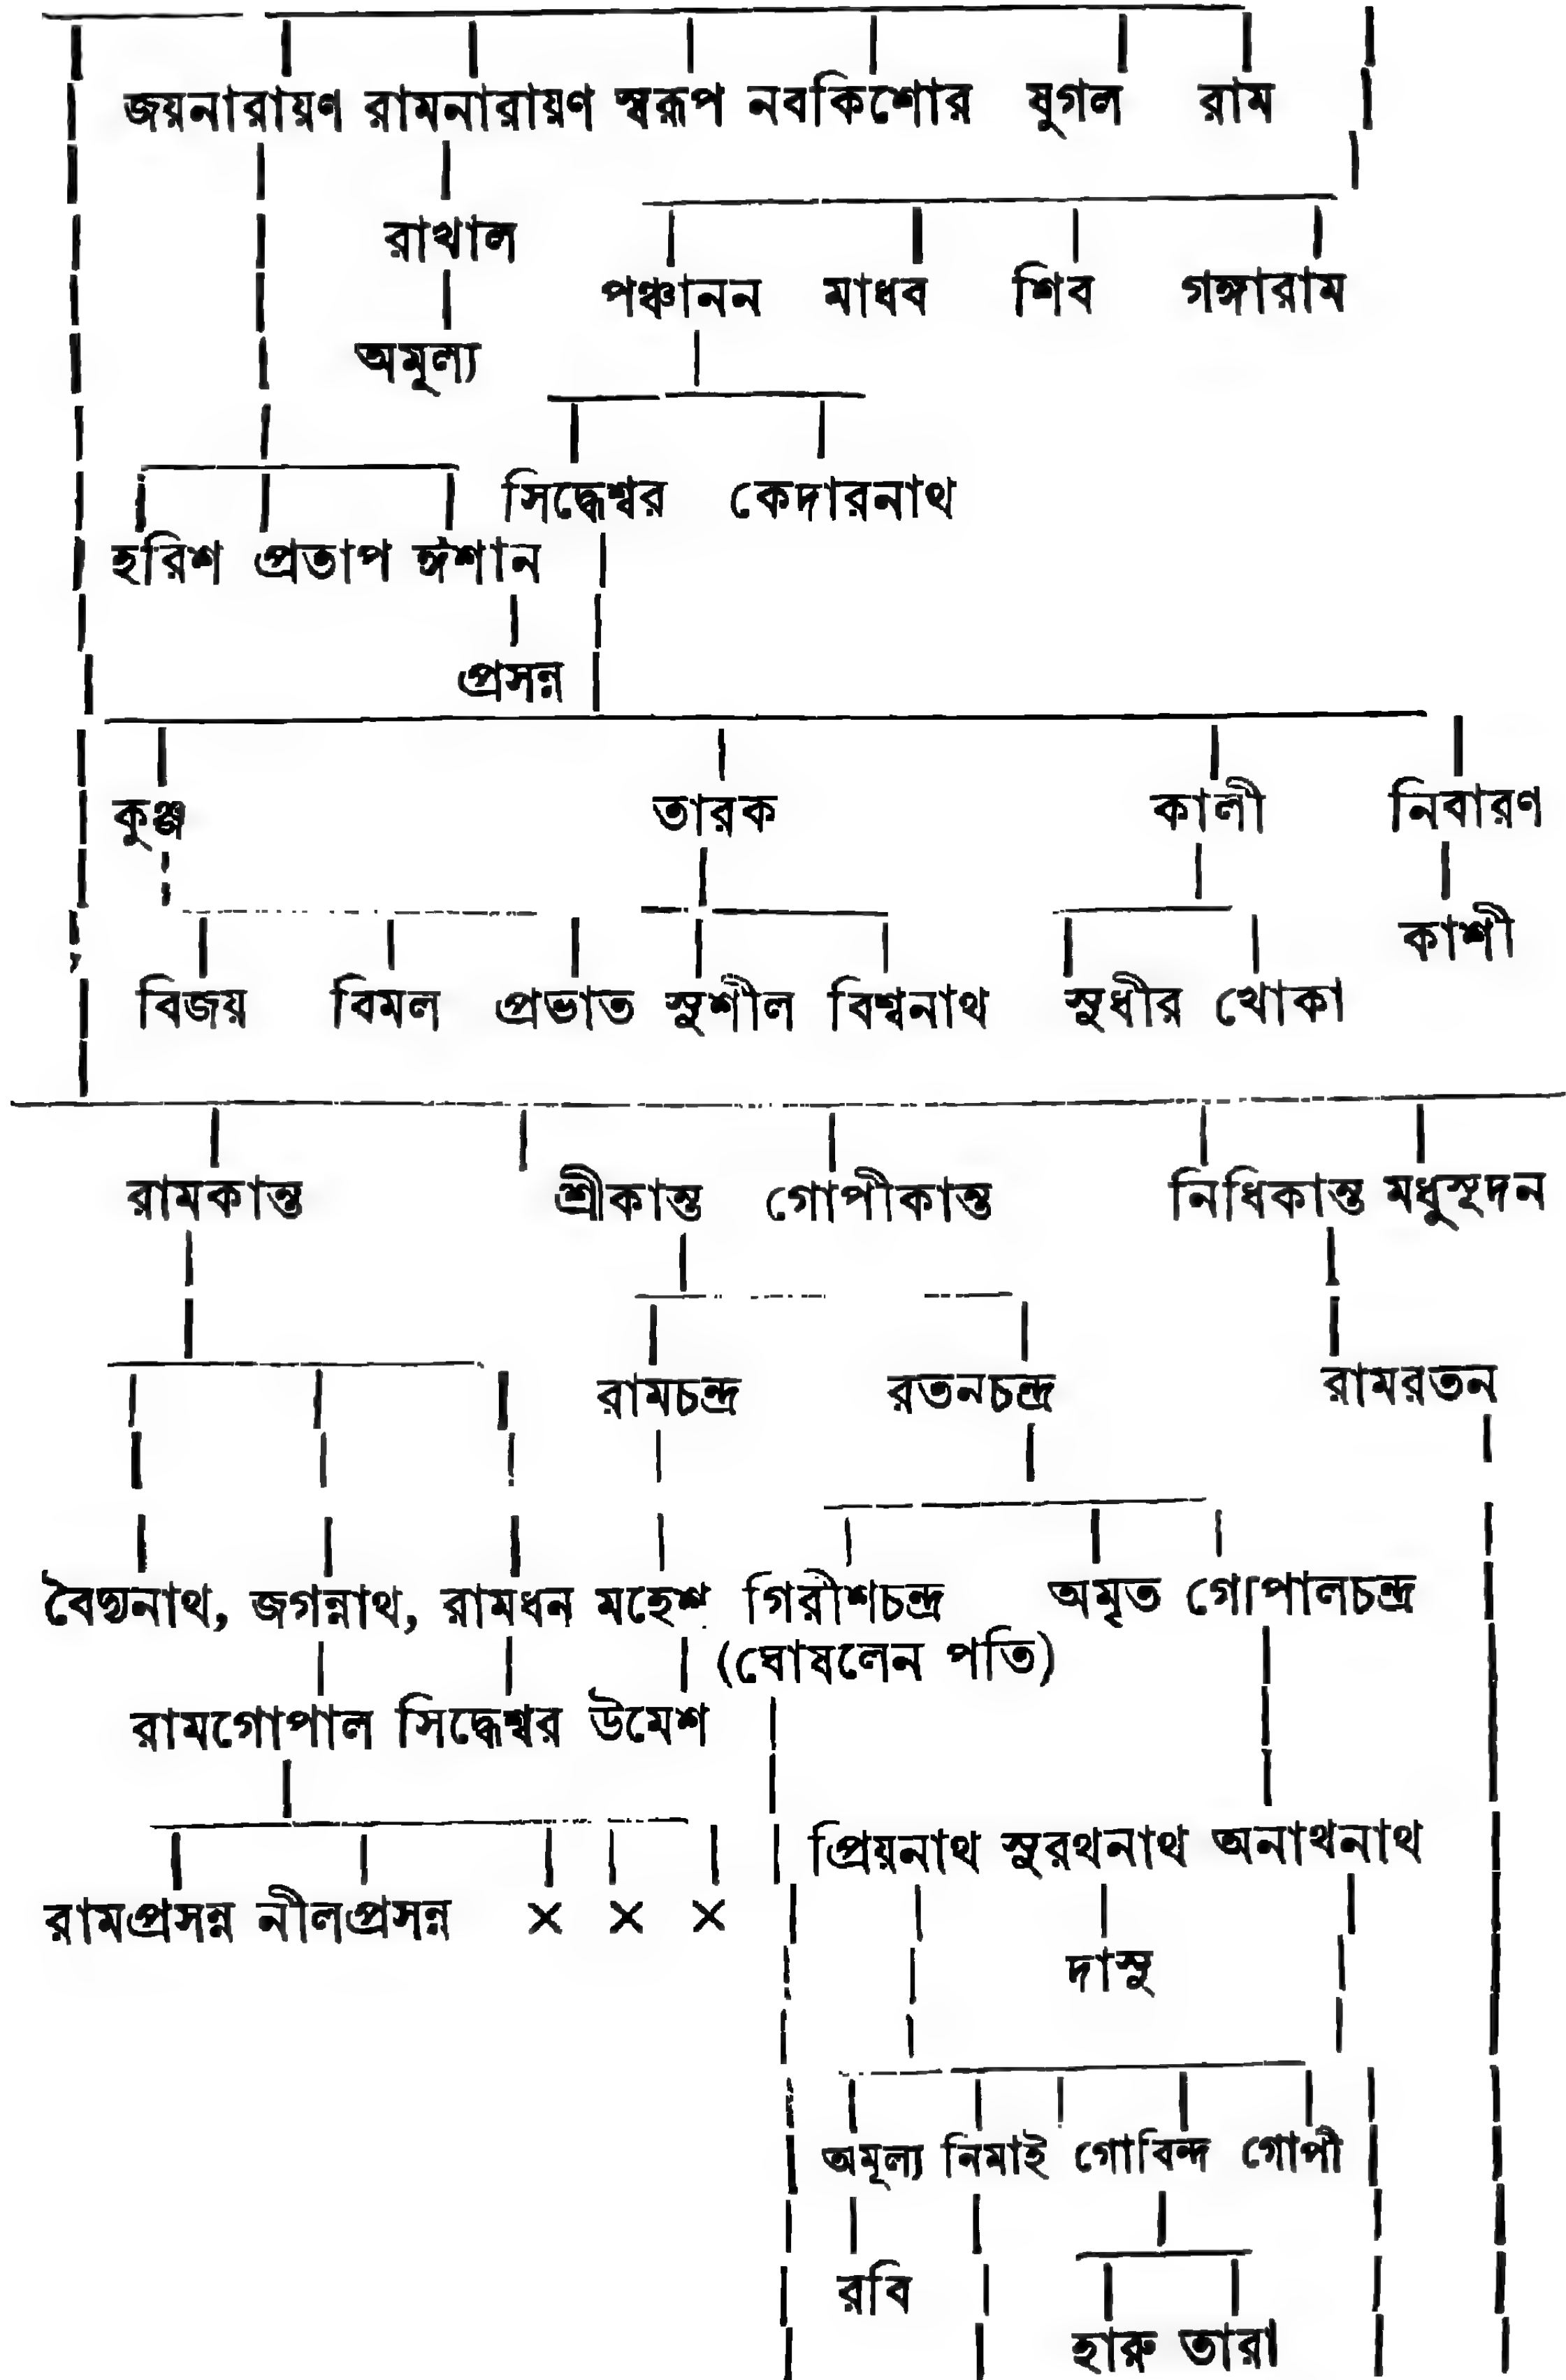 জয়নারায়ণ রামনারায়ণ স্বরূপ নবকিশোর যুগল রাম
রাখাল
পঞ্চানন মাধব শিব গঙ্গারাম
অমূল্য
সিদ্ধেশ্বর কেদারনাথ
হরিশ প্রতাপ ঈশান
প্রসন্ন
কুঞ্জ তারক কালী নিবারণ
কাশী
বিজয় বিমল প্রভাত সুশীল বিশ্বনাথ সুধীর খোকা
রামকান্ত শ্রীকান্ত গোপীকান্ত নিধিকান্ত মধুসূদন
রামচন্দ্র রতনচন্দ্র রামরতন
বৈদ্যনাথ, জগন্নাথ, রামধন মহেশ গিরীশচন্দ্র অমৃত গোপালচন্দ্র
(ঘোষলেন পতি)
রামগোপাল সিদ্ধেশ্বর উমেশ
প্রিয়নাথ সুরথনাথ অনাথনাথ
রামপ্রসন্ন নীলপ্রসন্ন × × ×
দাসু
অমূল্য নিমাই গোবিন্দ গোপী
রবি
হারু তারা